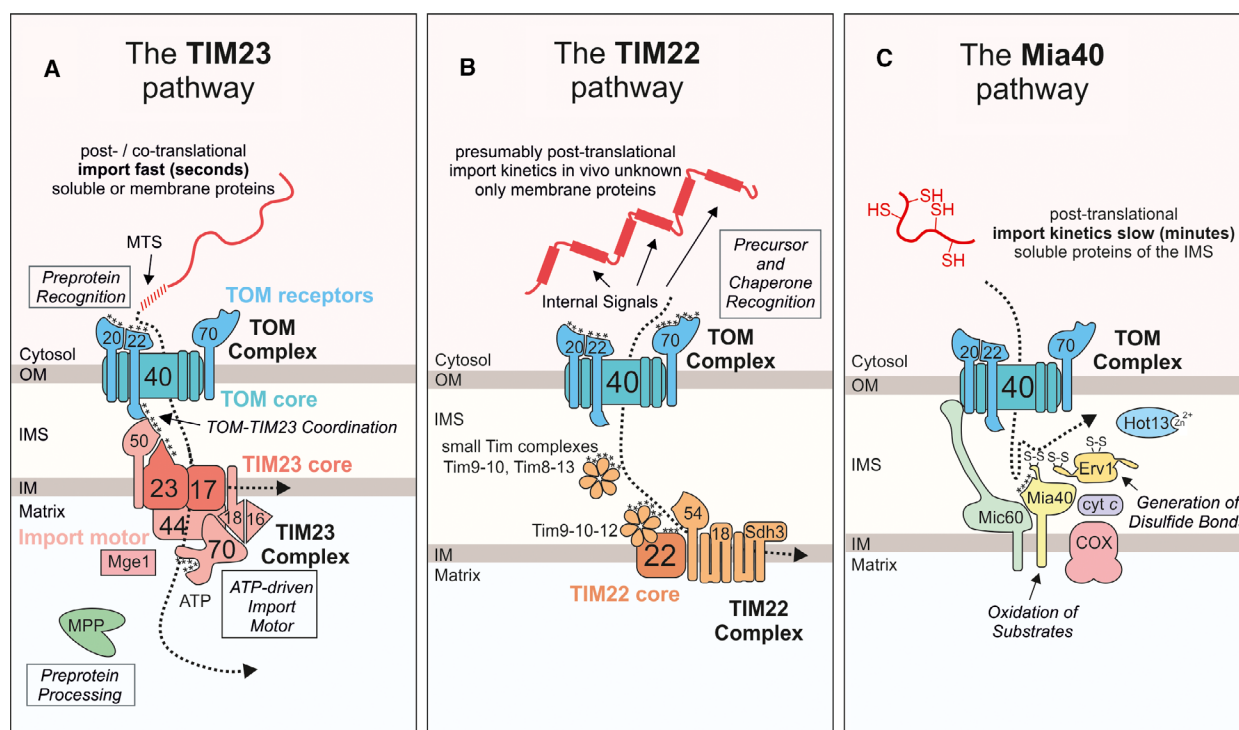 A
The TIM23
pathway
post- / co-translational
import fast (seconds)
soluble or membrane proteins
MTS
Preprotein
Recognition
TOM receptors
20
22
70
TOM
Complex
Cytosol
OM
40
TOM core
TOM-TIM23 Coordination
IMS
50
TIM23 core
IM
23
17
Matrix
44
18
16
Import motor
70
TIM23
Complex
Mge1
ATP
ATP-driven
Import
Motor
MPP
Preprotein
Processing
B
The TIM22
pathway
presumably post-translational
import kinetics in vivo unknown
only membrane proteins
Precursor
and
Chaperone
Recognition
Internal Signals
20
22
70
TOM
Complex
Cytosol
OM
40
IMS
small Tim complexes
Tim9-10, Tim8-13
Tim9-10-12
54
18
Sdh3
IM
22
Matrix
TIM22 core
TIM22
Complex
C
The Mia40
pathway
SH
HS
SH
SH
post-translational
import kinetics slow (minutes)
soluble proteins of the IMS
20
22
70
TOM
Complex
Cytosol
OM
40
Hot13
Zn
2+
S-S
S-S
S-S
IMS
Erv1
Mia40
Mic60
cyt c
Generation of
Disulfide Bond
IM
COX
Matrix
Oxidation of
Substrates